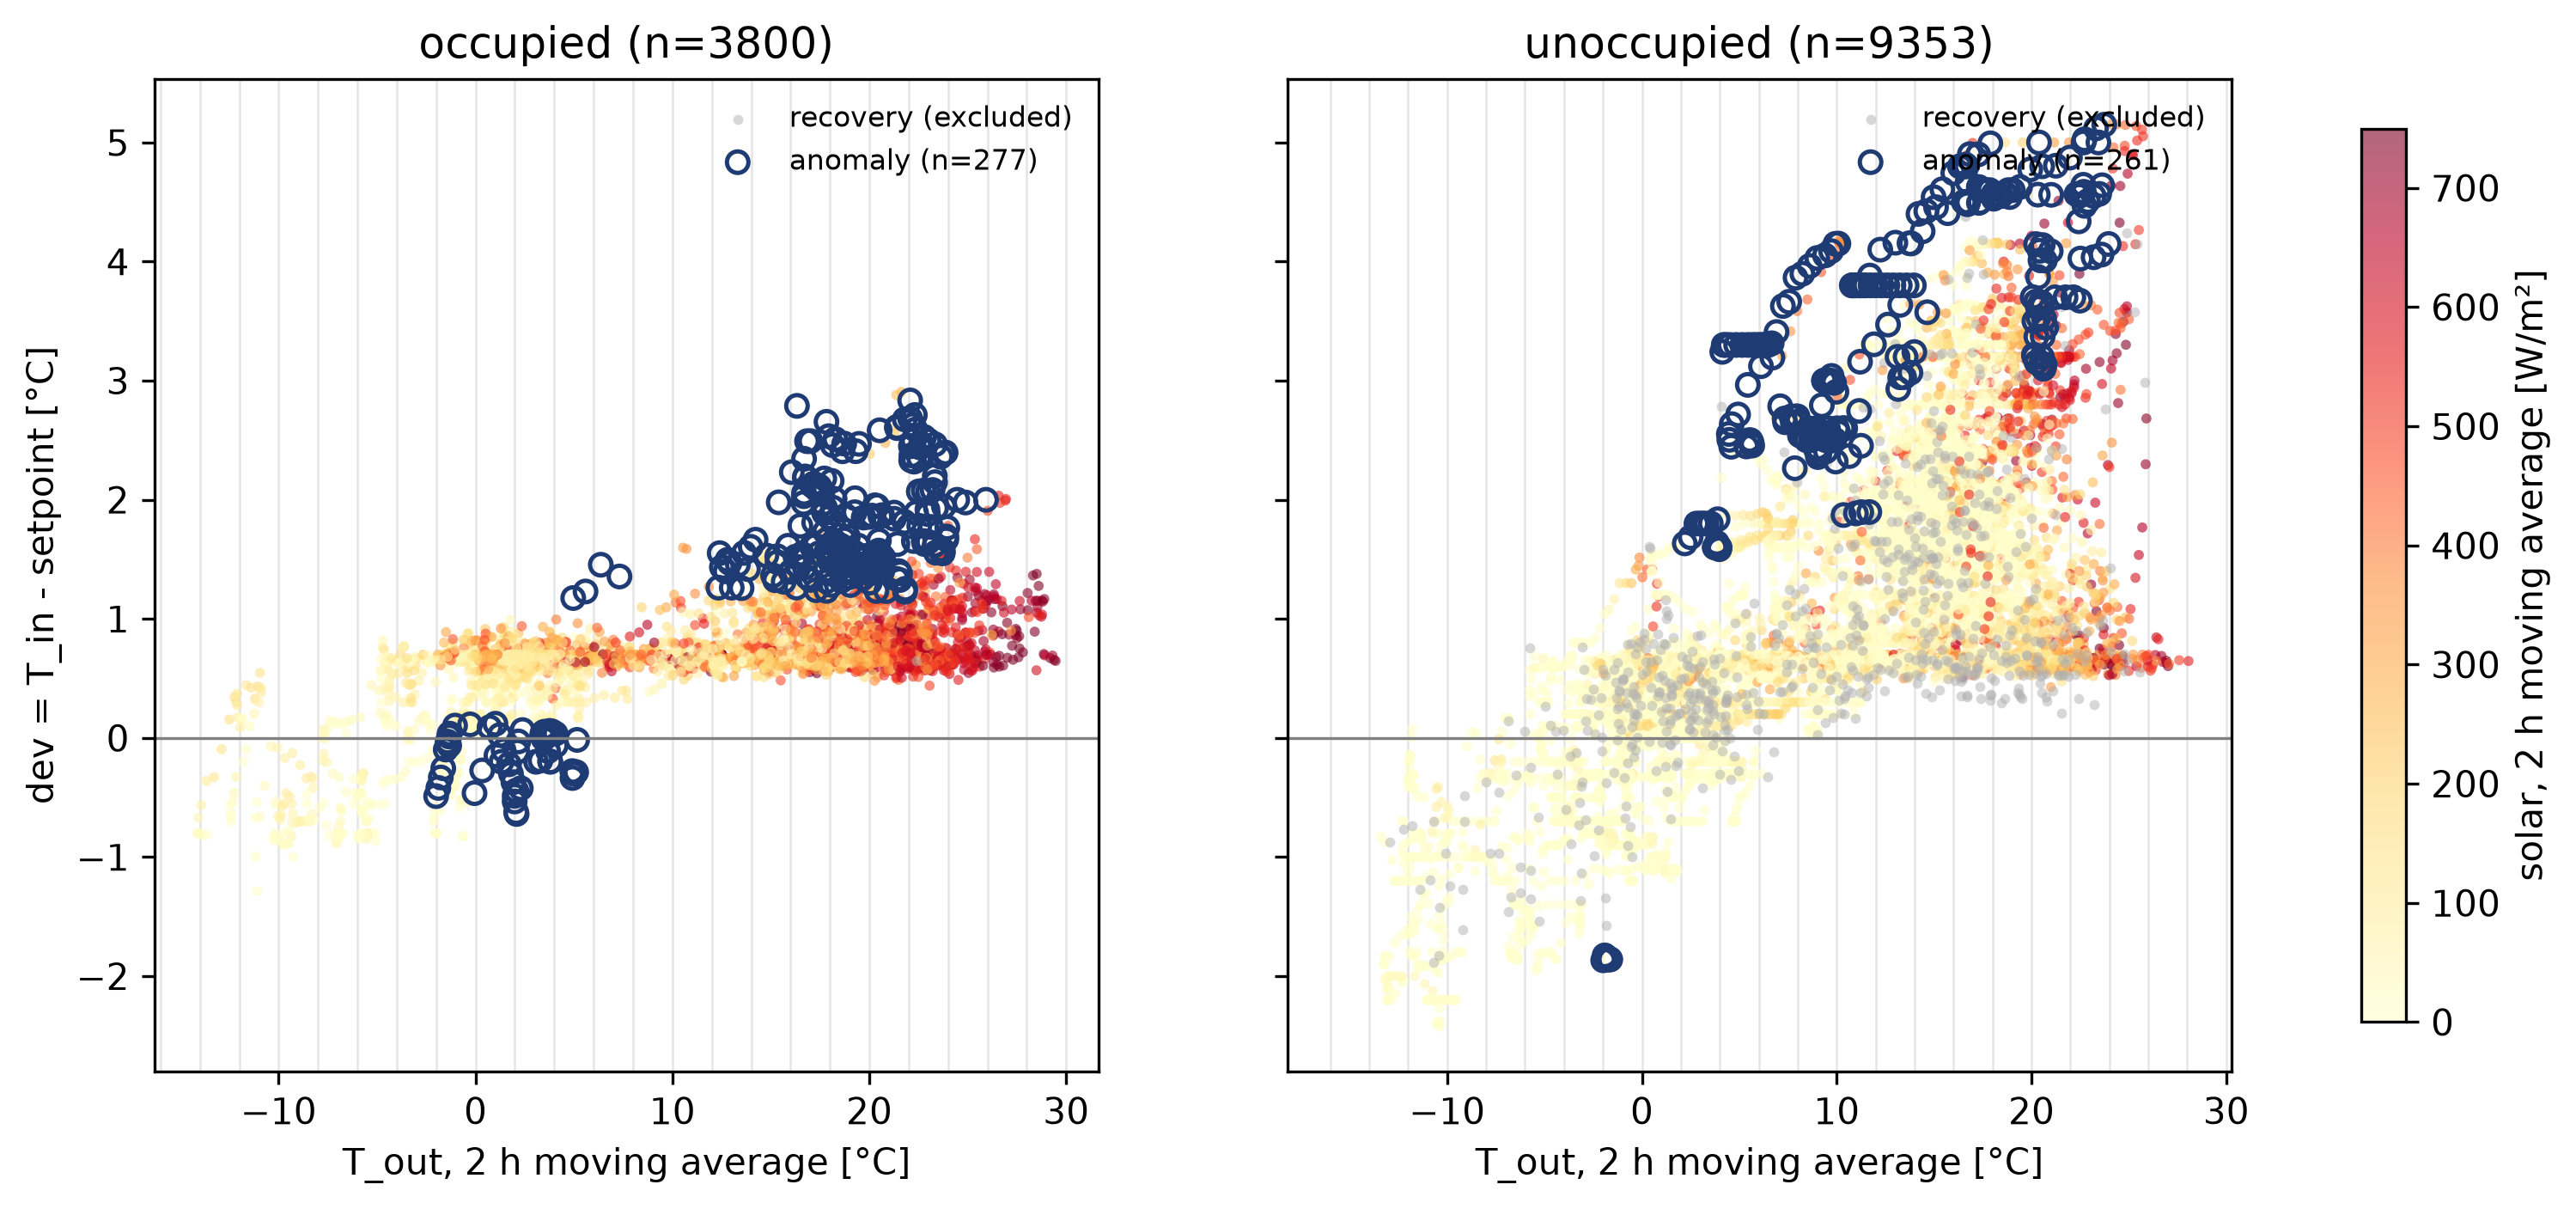 occupied (n=3800)
unoccupied (n=9353)
recovery (excluded)
anomaly (n=277)
recovery (excluded)
anomaly (n=261)
5
4
3
2
1
0
−1
−2
dev = T_in - setpoint [°C]
−10 0 10 20 30
T_out, 2 h moving average [°C]
−10 0 10 20 30
T_out, 2 h moving average [°C]
700
600
500
400
300
200
100
0
solar, 2 h moving average [W/m²]